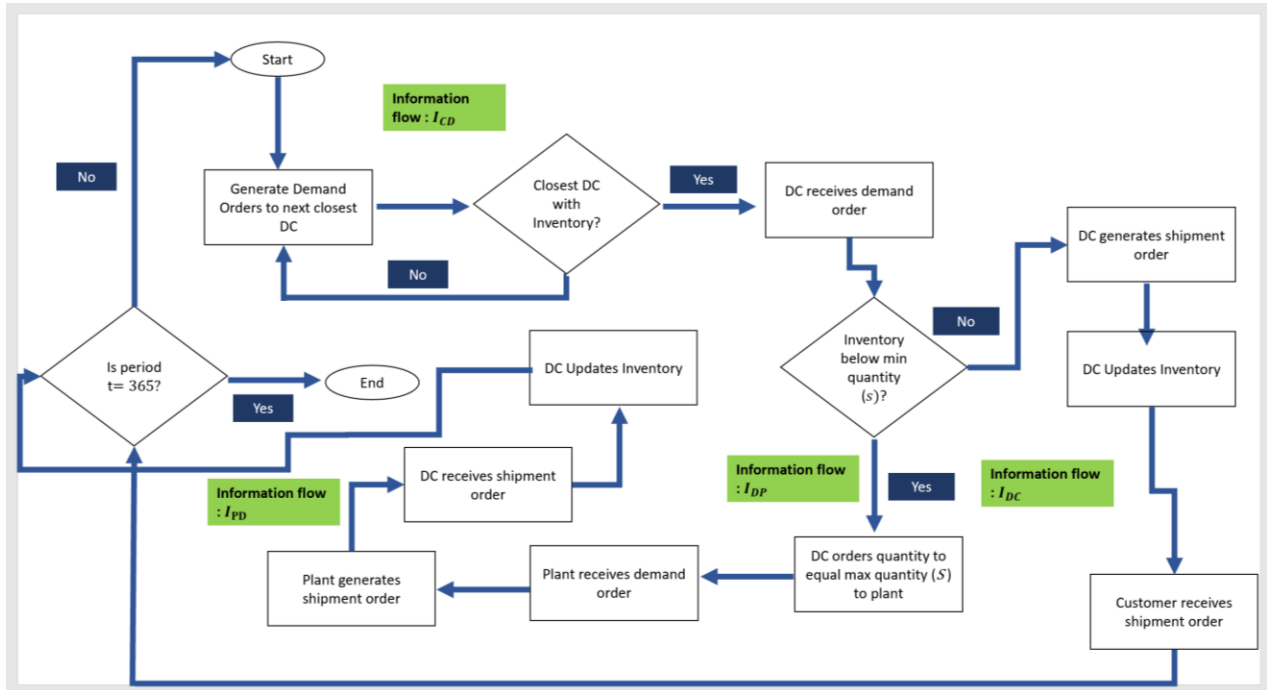 Start
Information
flow : I_CD
No
Generate Demand
Orders to next closest
DC
Closest DC
with
Inventory?
Yes
DC receives demand
order
DC generates shipment
order
No
Is period
t= 365?
End
Yes
DC Updates Inventory
Inventory
below min
quantity
(s)?
No
DC Updates Inventory
DC receives shipment
order
Information flow
: I_PD
Information flow
: I_DP
Yes
Information flow
: I_DC
Plant generates
shipment order
Plant receives demand
order
DC orders quantity to
equal max quantity (S)
to plant
Customer receives
shipment order